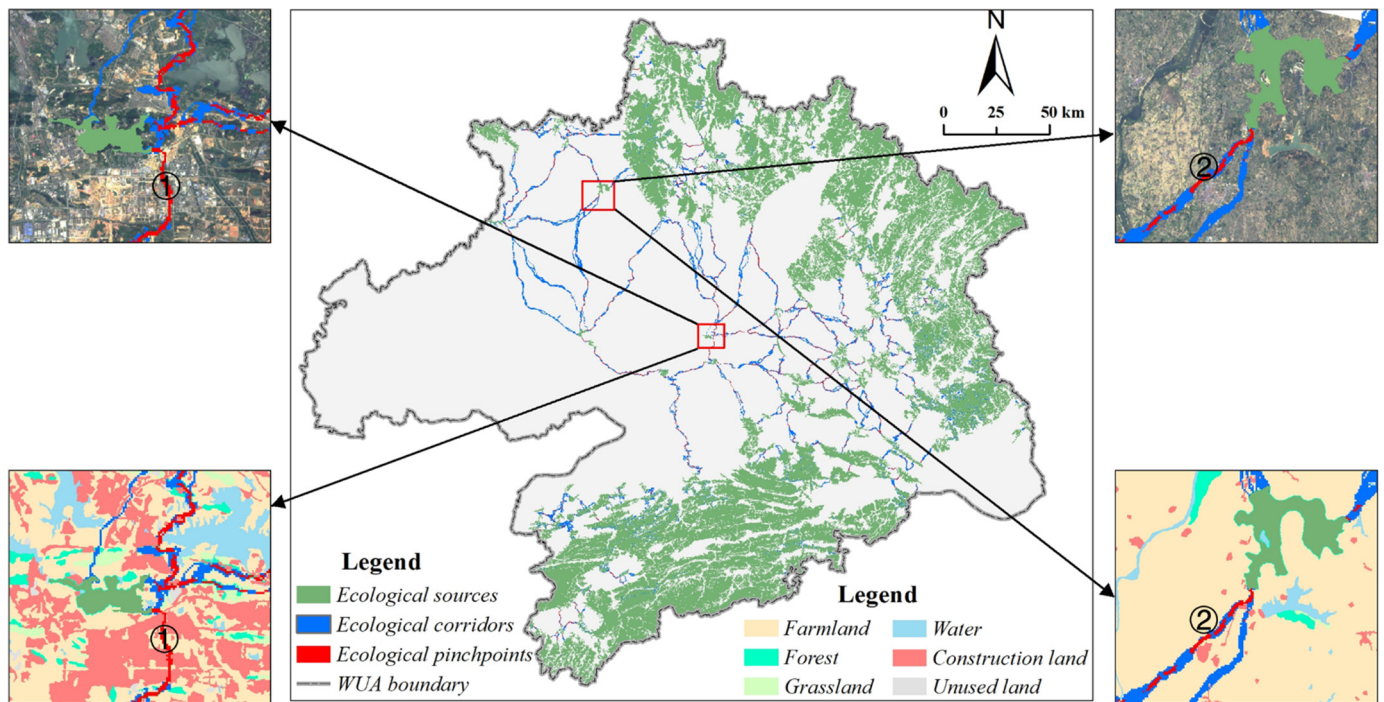 N
0 25 50 km
①
②
Legend
Ecological sources
Ecological corridors
Ecological pinchpoints
WUA boundary
Legend
Farmland Water
Forest Construction land
Grassland Unused land
①
②